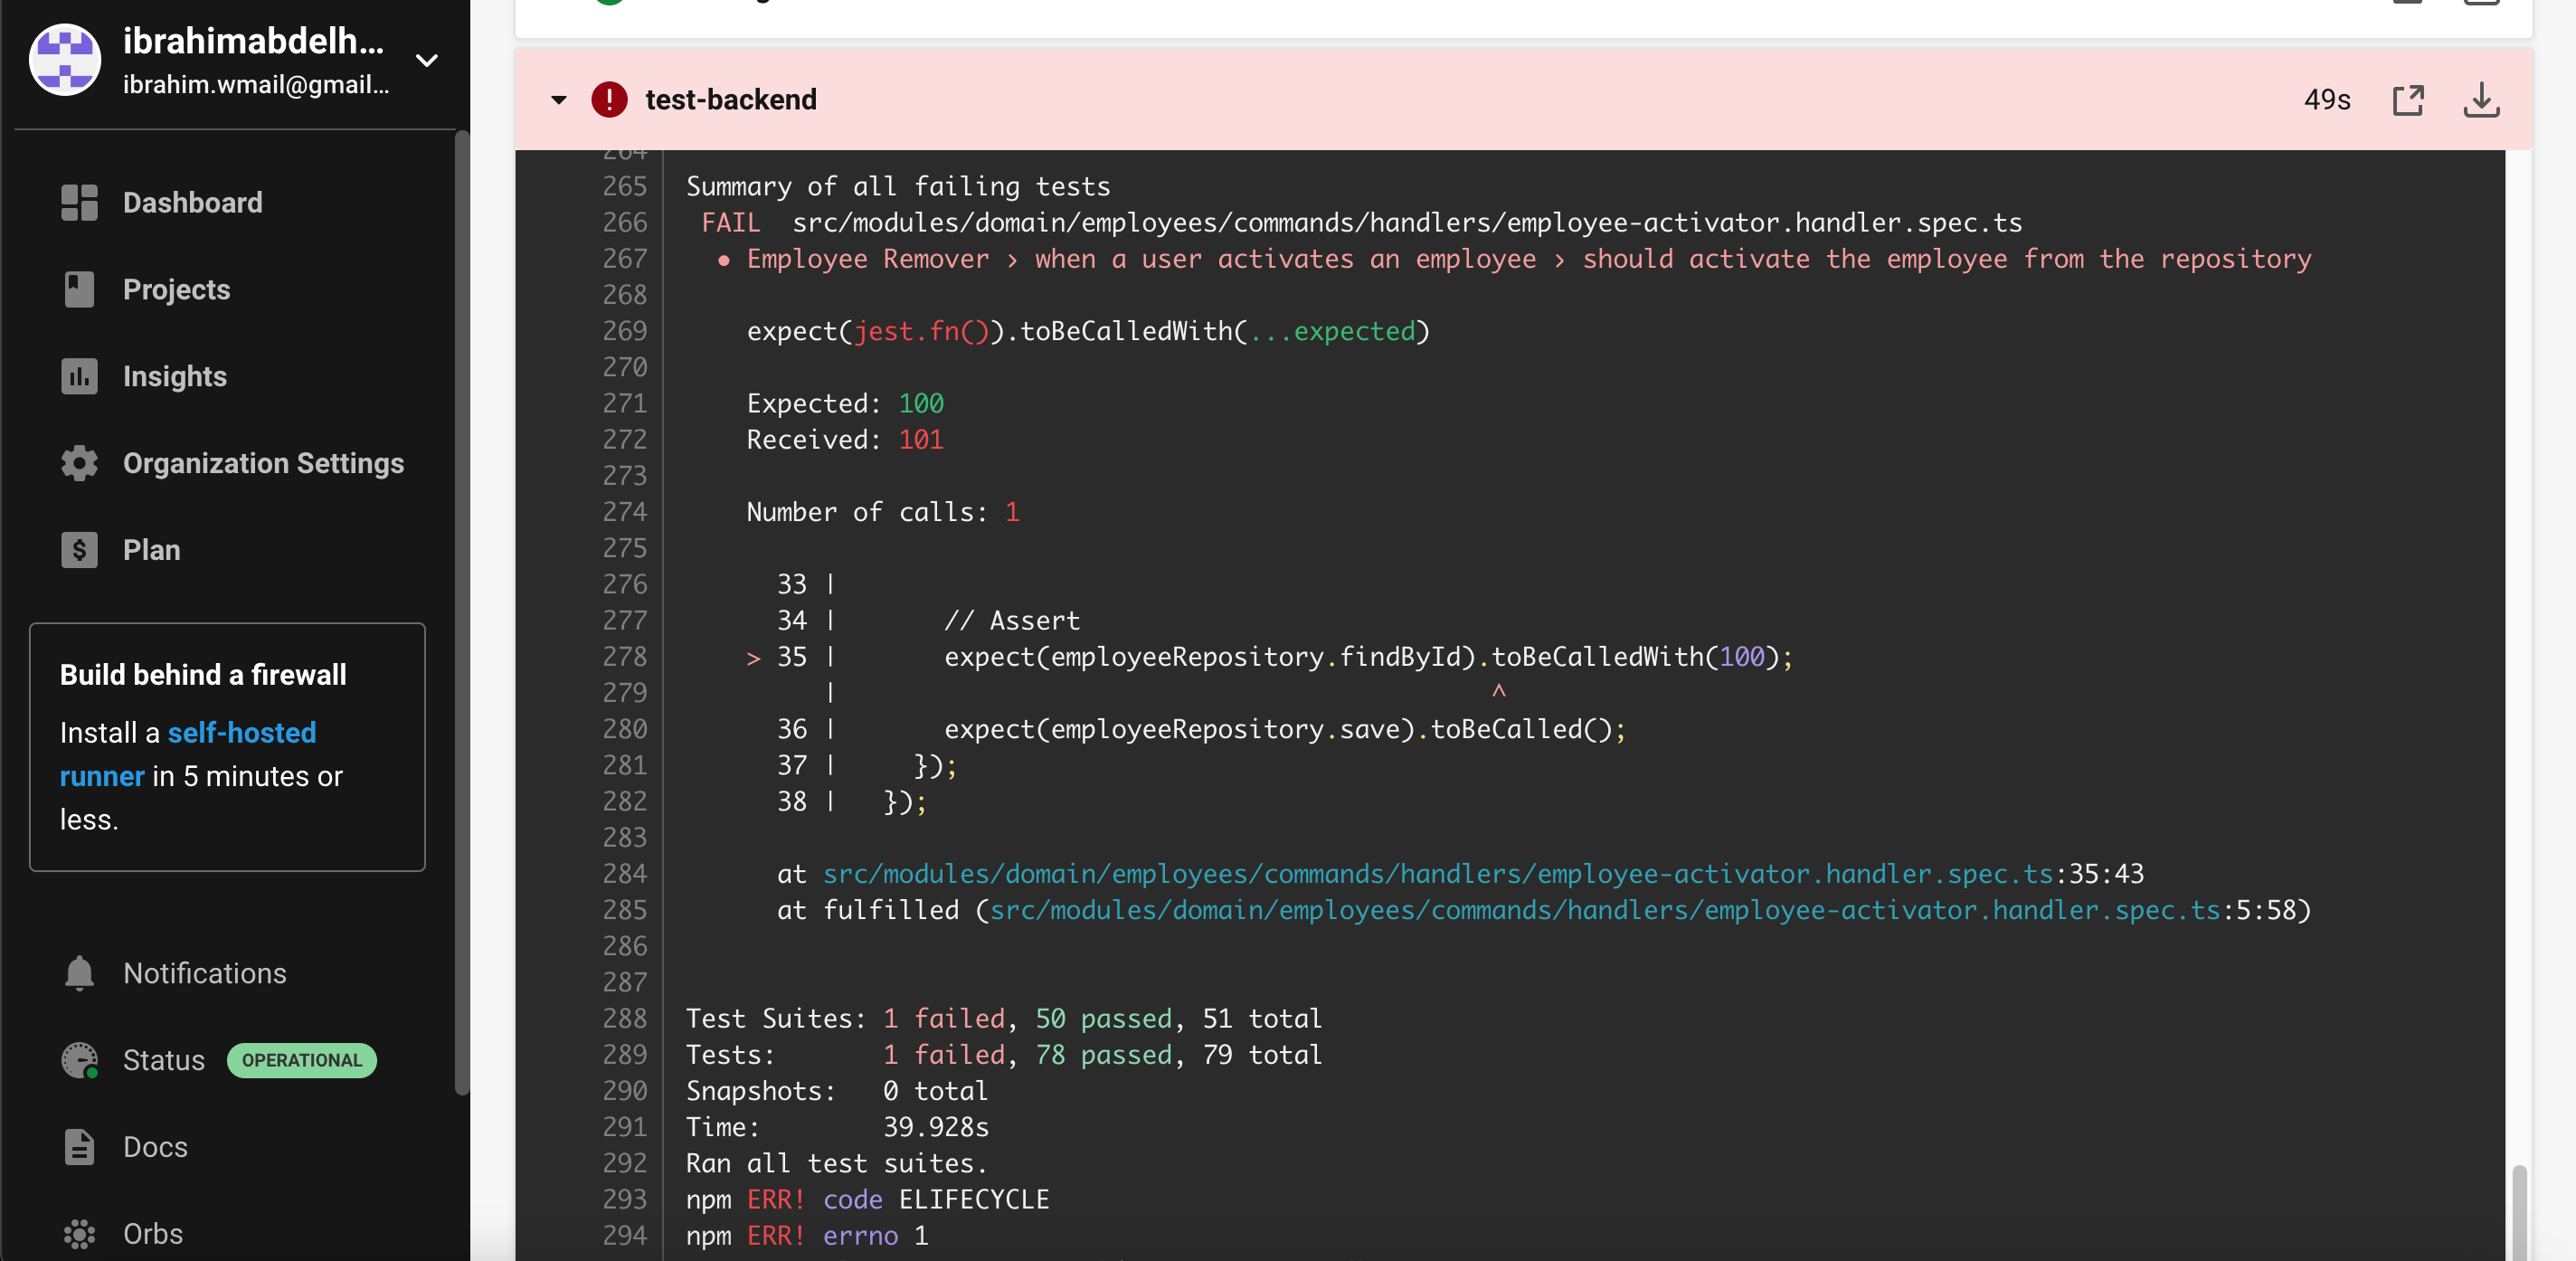 ibrahimabdelh...
ibrahim.wmail@gmail...
Dashboard
Projects
Insights
Organization Settings
Plan
Build behind a firewall
Install a self-hosted
runner in 5 minutes or
less.
Notifications
Status OPERATIONAL
Docs
Orbs
test-backend 49s
264
265 Summary of all failing tests
266 FAIL src/modules/domain/employees/commands/handlers/employee-activator.handler.spec.ts
267 ● Employee Remover › when a user activates an employee › should activate the employee from the repository
268
269 expect(jest.fn()).toBeCalledWith(...expected)
270
271 Expected: 100
272 Received: 101
273
274 Number of calls: 1
275
276 33 |
277 34 | // Assert
278 > 35 | expect(employeeRepository.findById).toBeCalledWith(100);
279 | ^
280 36 | expect(employeeRepository.save).toBeCalled();
281 37 | });
282 38 | });
283
284 at src/modules/domain/employees/commands/handlers/employee-activator.handler.spec.ts:35:43
285 at fulfilled (src/modules/domain/employees/commands/handlers/employee-activator.handler.spec.ts:5:58)
286
287
288 Test Suites: 1 failed, 50 passed, 51 total
289 Tests: 1 failed, 78 passed, 79 total
290 Snapshots: 0 total
291 Time: 39.928s
292 Ran all test suites.
293 npm ERR! code ELIFECYCLE
294 npm ERR! errno 1